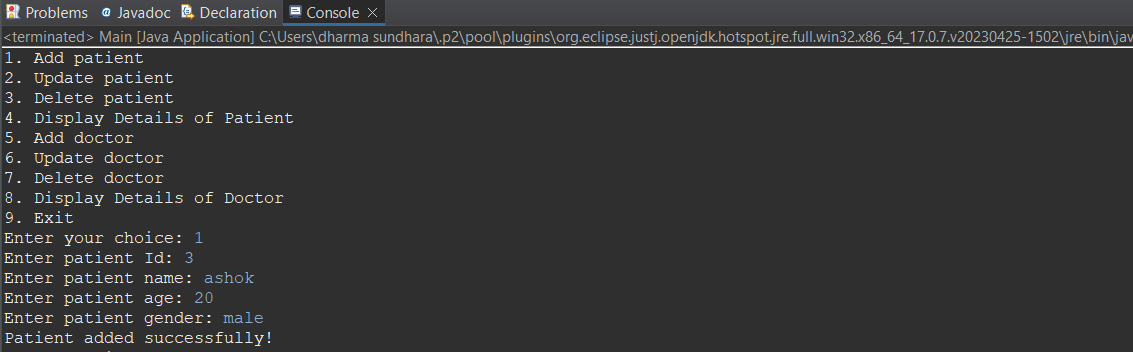 Problems Javadoc Declaration Console
<terminated> Main [Java Application] C:\Users\dharma sundhara\.p2\pool\plugins\org.eclipse.justj.openjdk.hotspot.jre.full.win32.x86_64_17.0.7.v20230425-1502\jre\bin\jav
1. Add patient
2. Update patient
3. Delete patient
4. Display Details of Patient
5. Add doctor
6. Update doctor
7. Delete doctor
8. Display Details of Doctor
9. Exit
Enter your choice: 1
Enter patient Id: 3
Enter patient name: ashok
Enter patient age: 20
Enter patient gender: male
Patient added successfully!